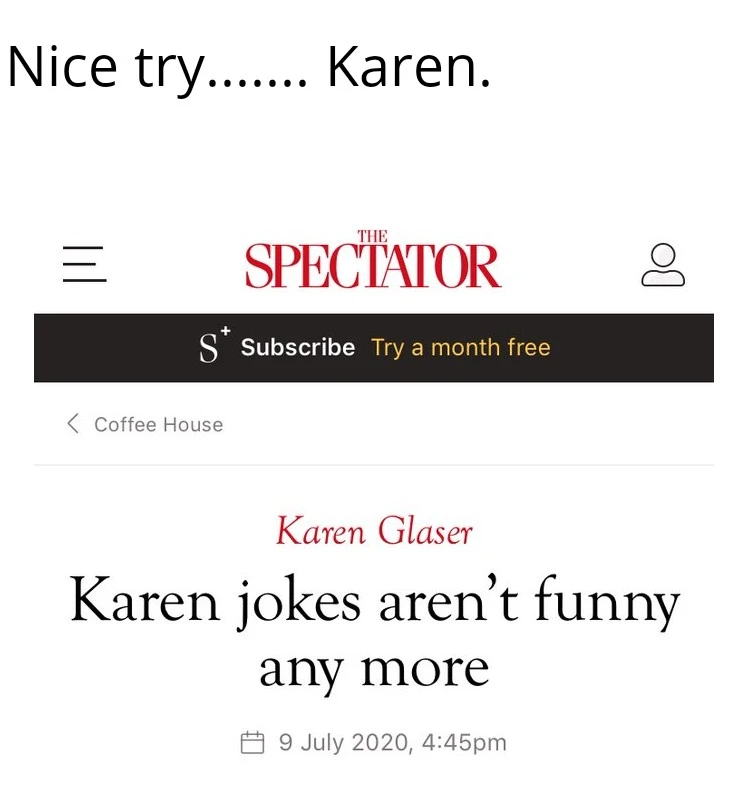 Nice try....... Karen.
THE
SPECTATOR
S+ Subscribe Try a month free
Coffee House
Karen Glaser
Karen jokes aren’t funny
any more
9 July 2020, 4:45pm